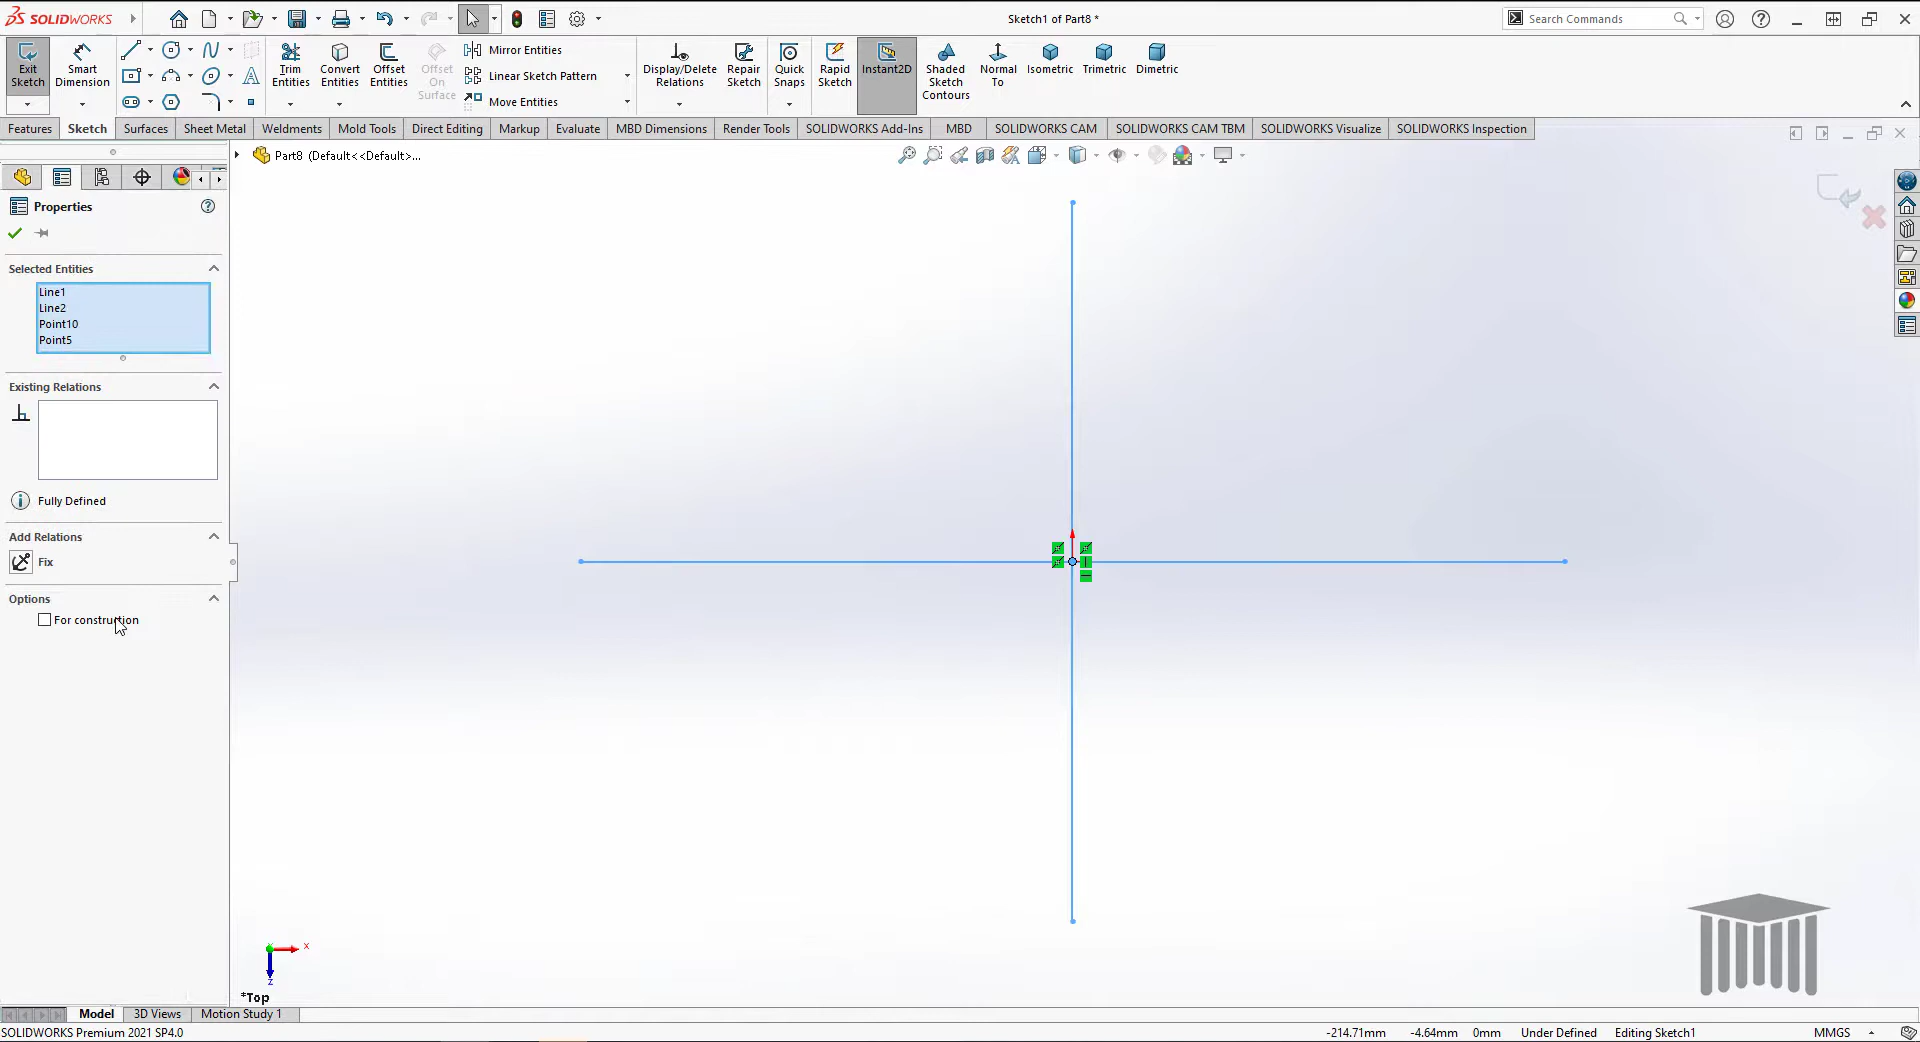 SOLIDWORKS
Sketch1 of Part8 *
Search Commands
Exit Sketch
Smart Dimension
Trim Entities
Convert Entities
Offset Entities
Offset On Surface
Mirror Entities
Linear Sketch Pattern
Move Entities
Display/Delete Relations
Repair Sketch
Quick Snaps
Rapid Sketch
Instant2D
Shaded Sketch Contours
Normal To
Isometric
Trimetric
Dimetric
Features
Sketch
Surfaces
Sheet Metal
Weldments
Mold Tools
Direct Editing
Markup
Evaluate
MBD Dimensions
Render Tools
SOLIDWORKS Add-Ins
MBD
SOLIDWORKS CAM
SOLIDWORKS CAM TBM
SOLIDWORKS Visualize
SOLIDWORKS Inspection
Part8 (Default<<Default>...
Properties
Selected Entities
Line1
Line2
Point10
Point5
Existing Relations
Fully Defined
Add Relations
Fix
Options
For construction
x
z
*Top
Model
3D Views
Motion Study 1
SOLIDWORKS Premium 2021 SP4.0
-214.71mm
-4.64mm
0mm
Under Defined
Editing Sketch1
MMGS